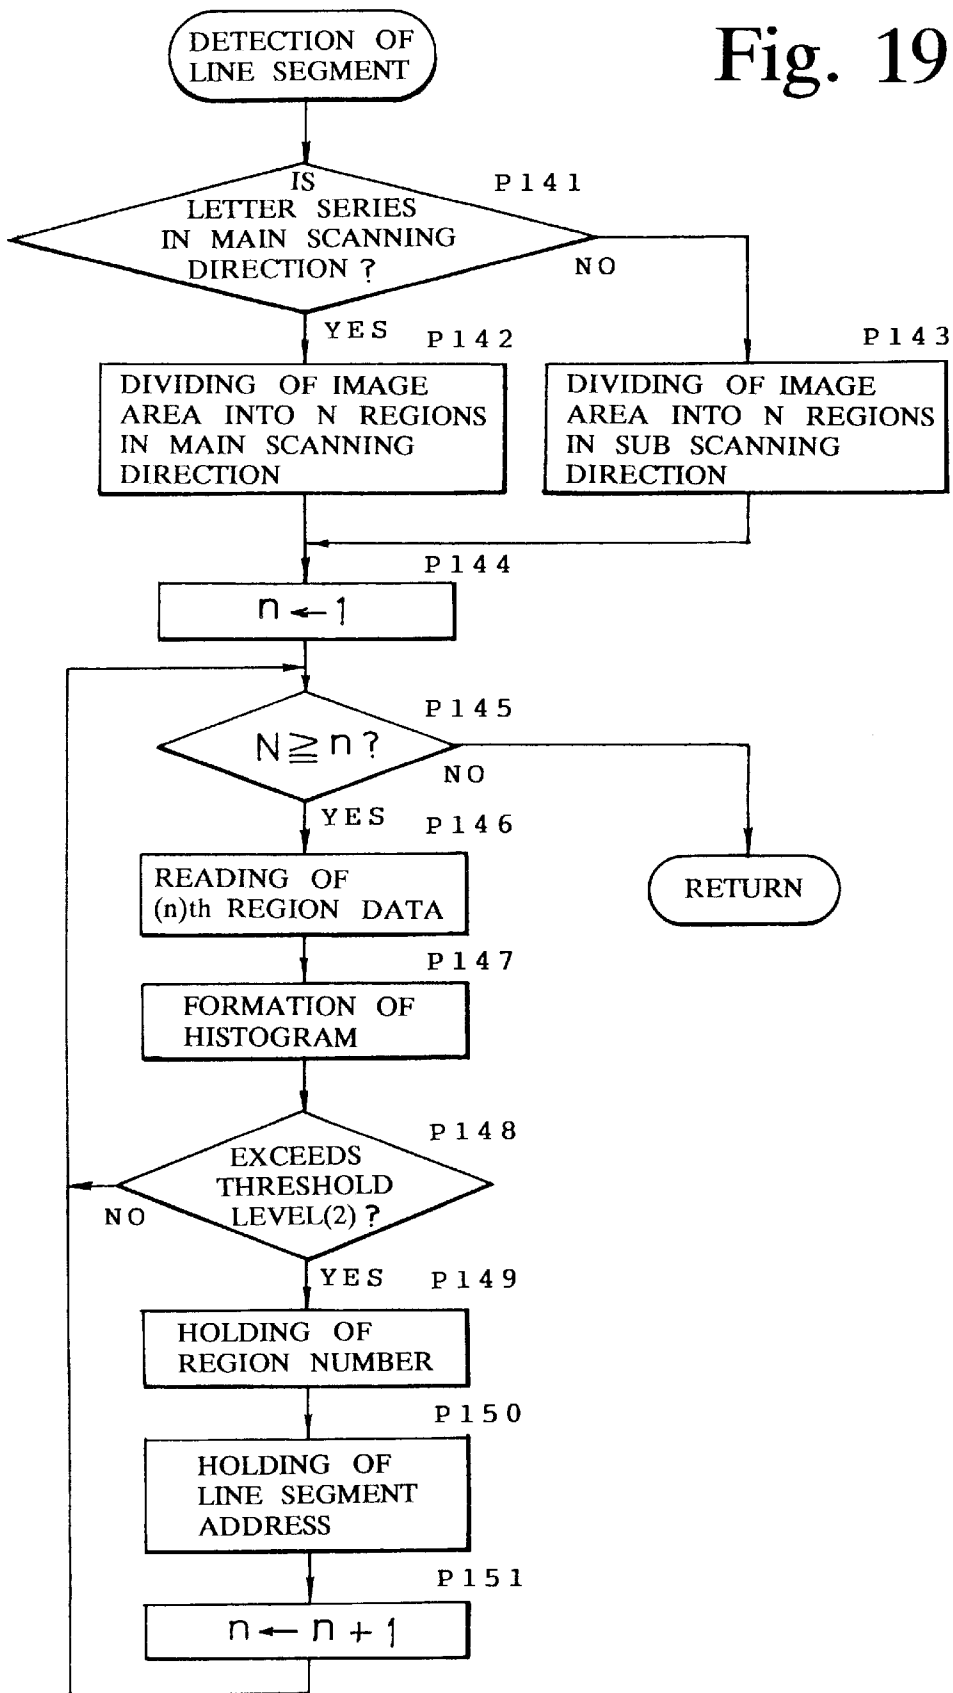 Fig. 19
DETECTION OF
LINE SEGMENT
P141
IS
LETTER SERIES
IN MAIN SCANNING
DIRECTION ?
NO
YES
P142
DIVIDING OF IMAGE
AREA INTO N REGIONS
IN MAIN SCANNING
DIRECTION
P143
DIVIDING OF IMAGE
AREA INTO N REGIONS
IN SUB SCANNING
DIRECTION
P144
n ← 1
P145
N ≧ n ?
NO
YES
RETURN
P146
READING OF
(n)th REGION DATA
P147
FORMATION OF
HISTOGRAM
P148
EXCEEDS
THRESHOLD
LEVEL(2) ?
NO
YES
P149
HOLDING OF
REGION NUMBER
P150
HOLDING OF
LINE SEGMENT
ADDRESS
P151
n ← n + 1